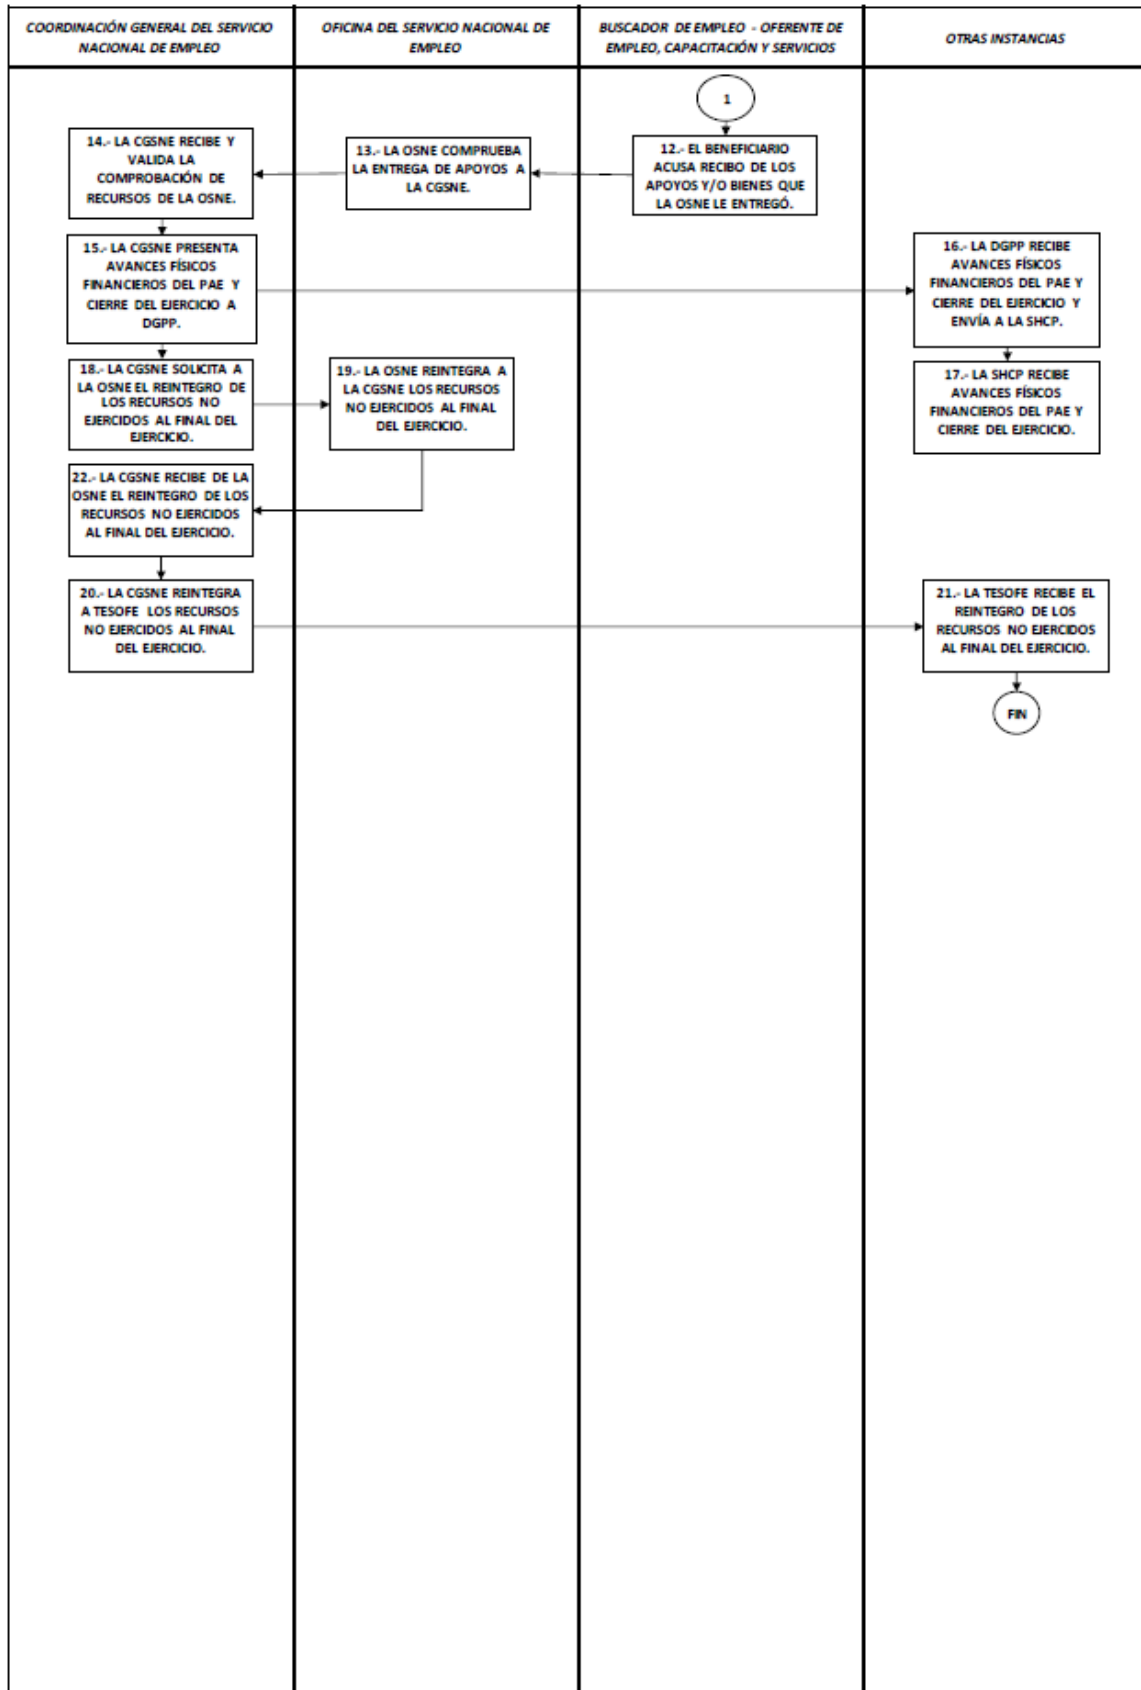 COORDINACIÓN GENERAL DEL SERVICIO
NACIONAL DE EMPLEO
OFICINA DEL SERVICIO NACIONAL DE
EMPLEO
BUSCADOR DE EMPLEO - OFERENTE DE
EMPLEO, CAPACITACIÓN Y SERVICIOS
OTRAS INSTANCIAS
1
12.- EL BENEFICIARIO
ACUSA RECIBO DE LOS
APOYOS Y/O BIENES QUE
LA OSNE LE ENTREGÓ.
13.- LA OSNE COMPRUEBA
LA ENTREGA DE APOYOS A
LA CGSNE.
14.- LA CGSNE RECIBE Y
VALIDA LA
COMPROBACIÓN DE
RECURSOS DE LA OSNE.
15.- LA CGSNE PRESENTA
AVANCES FÍSICOS
FINANCIEROS DEL PAE Y
CIERRE DEL EJERCICIO A
DGPP.
16.- LA DGPP RECIBE
AVANCES FÍSICOS
FINANCIEROS DEL PAE Y
CIERRE DEL EJERCICIO Y
ENVÍA A LA SHCP.
17.- LA SHCP RECIBE
AVANCES FÍSICOS
FINANCIEROS DEL PAE Y
CIERRE DEL EJERCICIO.
18.- LA CGSNE SOLICITA A
LA OSNE EL REINTEGRO DE
LOS RECURSOS NO
EJERCIDOS AL FINAL DEL
EJERCICIO.
19.- LA OSNE REINTEGRA A
LA CGSNE LOS RECURSOS
NO EJERCIDOS AL FINAL
DEL EJERCICIO.
22.- LA CGSNE RECIBE DE LA
OSNE EL REINTEGRO DE LOS
RECURSOS NO EJERCIDOS
AL FINAL DEL EJERCICIO.
20.- LA CGSNE REINTEGRA
A TESOFE LOS RECURSOS
NO EJERCIDOS AL FINAL
DEL EJERCICIO.
21.- LA TESOFE RECIBE EL
REINTEGRO DE LOS
RECURSOS NO EJERCIDOS
AL FINAL DEL EJERCICIO.
FIN